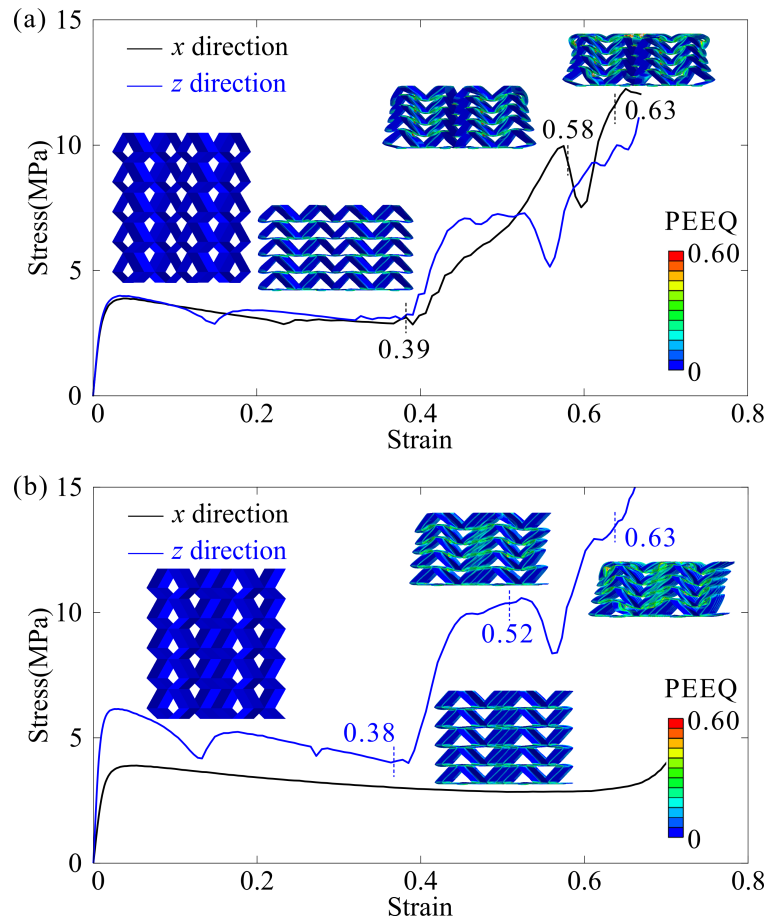 (a)
15
x direction
z direction
0.63
0.58
10
PEEQ
0.60
Stress(MPa)
5
0.39
0
0
0
0.2
0.4
0.6
0.8
Strain
(b)
15
x direction
z direction
0.63
0.52
10
PEEQ
0.60
Stress(MPa)
0.38
5
0
0
0
0.2
0.4
0.6
0.8
Strain